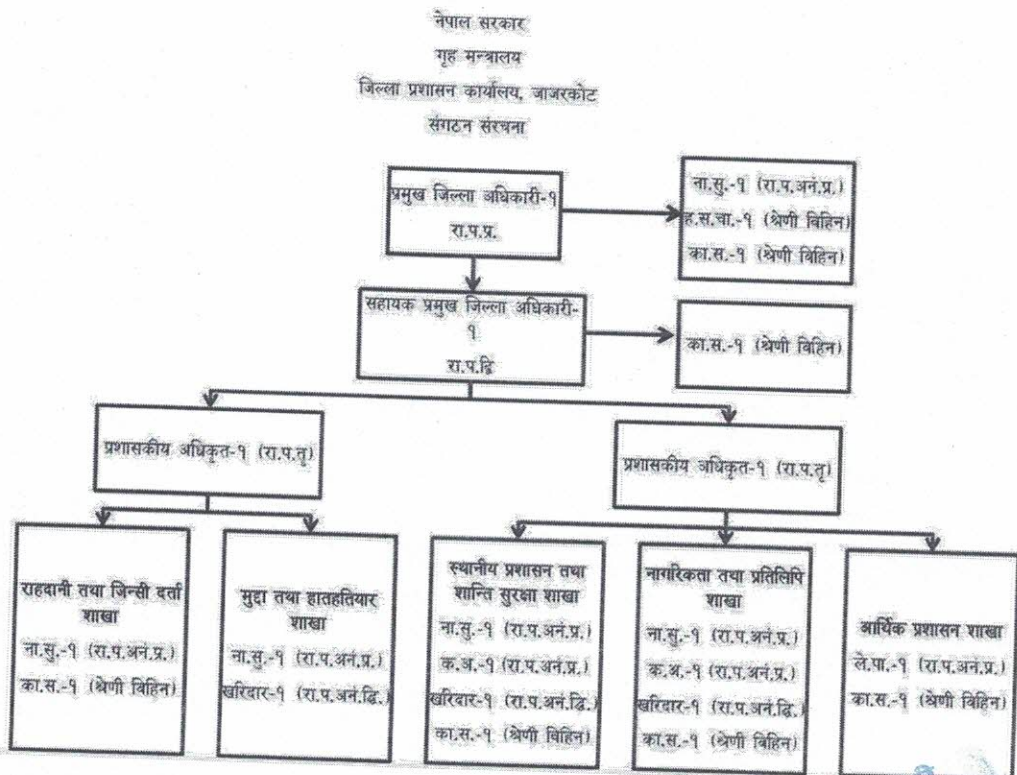 नेपाल सरकार
गृह मन्त्रालय
जिल्ला प्रशासन कार्यालय, जाजरकोट
संगठन संरचना
प्रमुख जिल्ला अधिकारी-१
रा.प.प्र.
ना.सु.-१ (रा.प.अनं.प्र.)
ह.स.चा.-१ (श्रेणी विहिन)
का.स.-१ (श्रेणी विहिन)
सहायक प्रमुख जिल्ला अधिकारी-
१
रा.प.द्वि
का.स.-१ (श्रेणी विहिन)
प्रशासकीय अधिकृत-१ (रा.प.तृ)
प्रशासकीय अधिकृत-१ (रा.प.तृ)
राहदानी तथा जिन्सी दर्ता
शाखा
ना.सु.-१ (रा.प.अनं.प्र.)
का.स.-१ (श्रेणी विहिन)
मुद्दा तथा हातहतियार
शाखा
ना.सु.-१ (रा.प.अनं.प्र.)
खरिदार-१ (रा.प.अनं.द्वि.)
स्थानीय प्रशासन तथा
शान्ति सुरक्षा शाखा
ना.सु.-१ (रा.प.अनं.प्र.)
क.अ.-१ (रा.प.अनं.प्र.)
खरिदार-१ (रा.प.अनं.द्वि.)
का.स.-१ (श्रेणी विहिन)
नागरिकता तथा प्रतिलिपि
शाखा
ना.सु.-१ (रा.प.अनं.प्र.)
क.अ.-१ (रा.प.अनं.प्र.)
खरिदार-१ (रा.प.अनं.द्वि.)
का.स.-१ (श्रेणी विहिन)
आर्थिक प्रशासन शाखा
ले.पा.-१ (रा.प.अनं.प्र.)
का.स.-१ (श्रेणी विहिन)